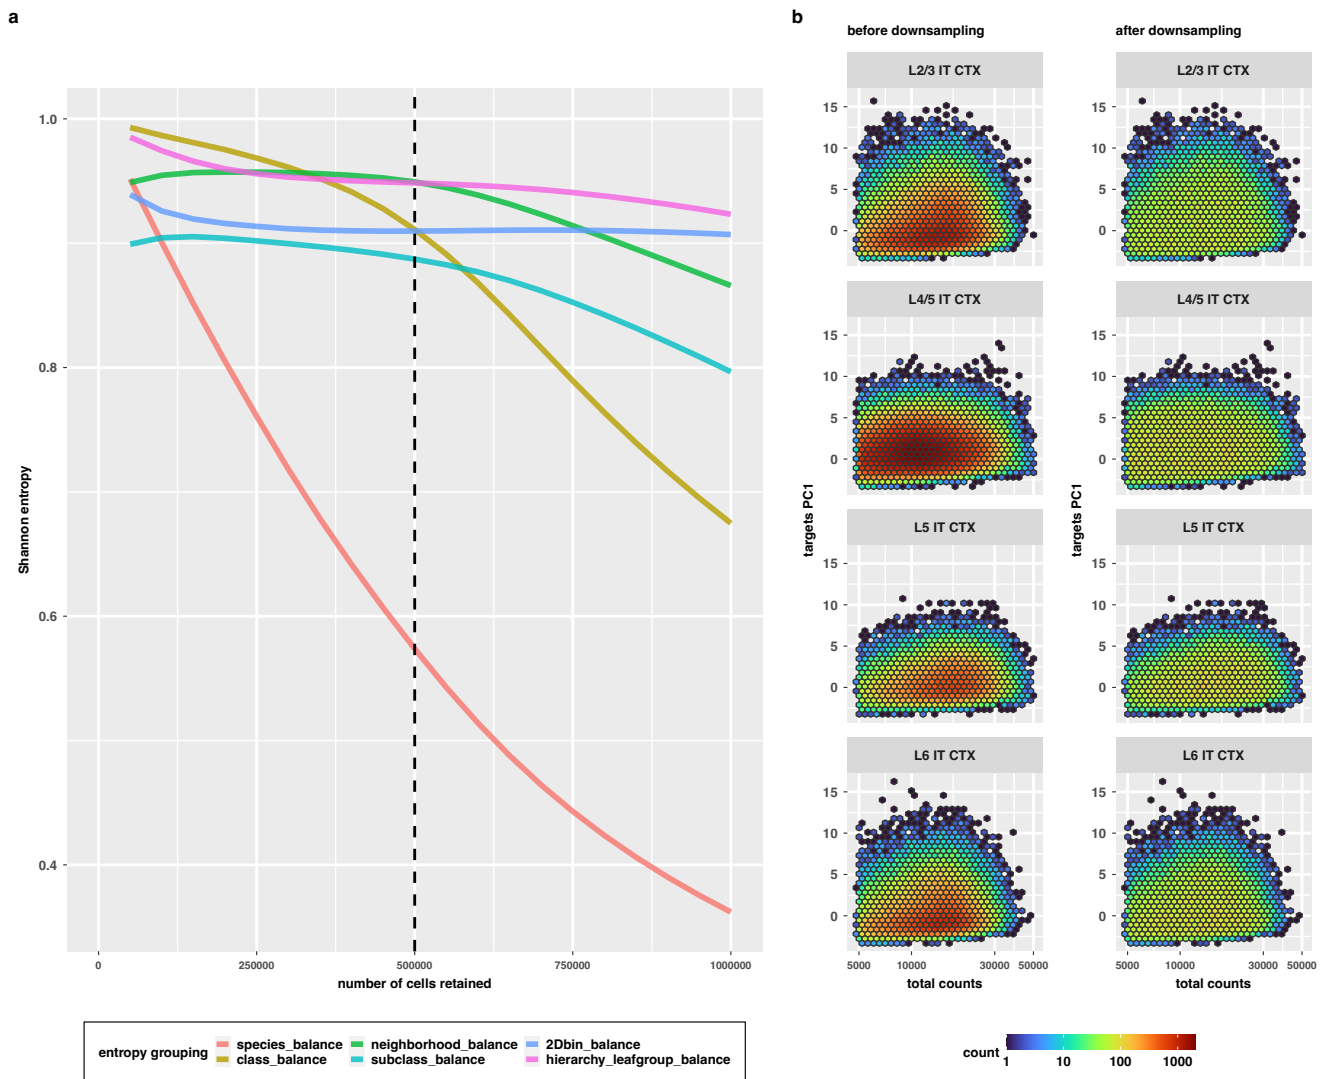 a
1.0
0.8
0.6
0.4
Shannon entropy
0
250000
500000
750000
1000000
number of cells retained
entropy grouping
species_balance
class_balance
neighborhood_balance
subclass_balance
2Dbin_balance
hierarchy_leafgroup_balance
b
before downsampling
after downsampling
L2/3 IT CTX
L2/3 IT CTX
15
10
5
0
15
10
5
0
L4/5 IT CTX
L4/5 IT CTX
15
10
5
0
15
10
5
0
targets PC1
targets PC1
L5 IT CTX
L5 IT CTX
15
10
5
0
15
10
5
0
L6 IT CTX
L6 IT CTX
15
10
5
0
15
10
5
0
5000 10000 30000 50000
5000 10000 30000 50000
total counts
total counts
count
1 10 100 1000